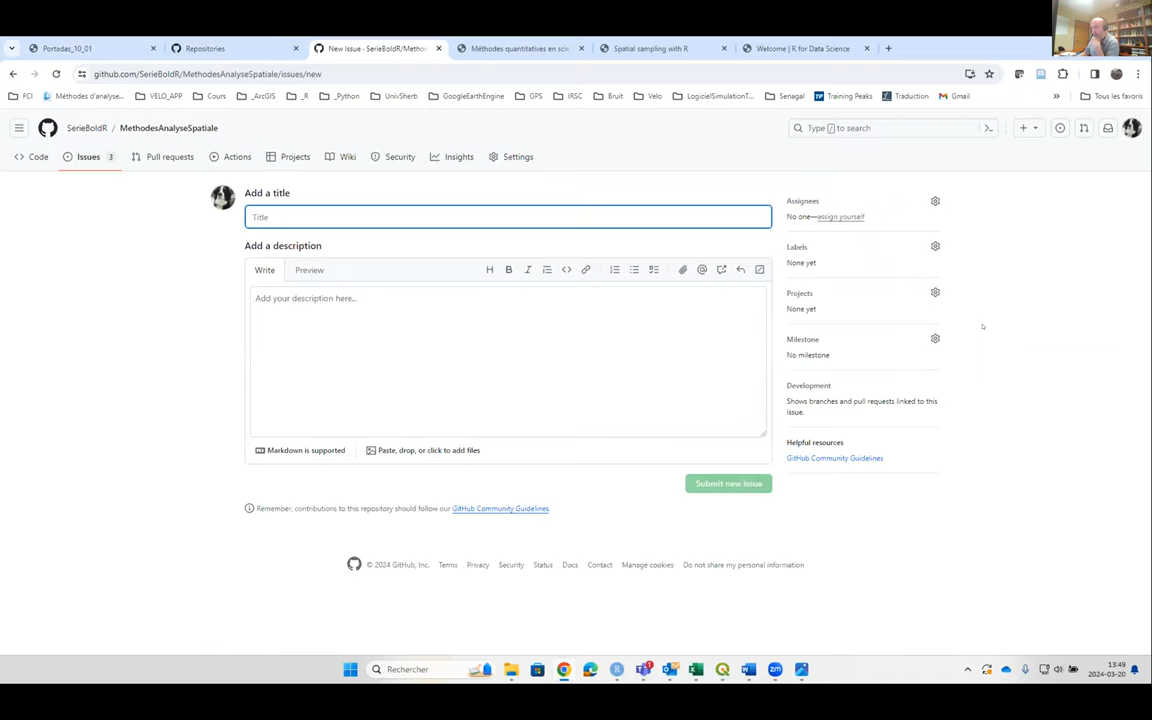 Portadas_10_01
Repositories
New Issue · SerieBoldR/Method
Méthodes quantitatives en scie
Spatial sampling with R
Welcome | R for Data Science
github.com/SerieBoldR/MethodesAnalyseSpatiale/issues/new
FCI
Méthodes d'analyse...
VELO_APP
Cours
_ArcGIS
_R
_Python
UnivSherb
GoogleEarthEngine
GPS
IRSC
Bruit
Velo
LogicielSimulationT...
Senagal
Training Peaks
Traduction
Gmail
Tous les favoris
SerieBoldR / MethodesAnalyseSpatiale
Type / to search
Code
Issues 3
Pull requests
Actions
Projects
Wiki
Security
Insights
Settings
Add a title
Title
Add a description
Write
Preview
H
B
Add your description here...
Markdown is supported
Paste, drop, or click to add files
Submit new issue
Remember, contributions to this repository should follow our GitHub Community Guidelines.
Assignees
No one—assign yourself
Labels
None yet
Projects
None yet
Milestone
No milestone
Development
Shows branches and pull requests linked to this
issue.
Helpful resources
GitHub Community Guidelines
© 2024 GitHub, Inc.
Terms
Privacy
Security
Status
Docs
Contact
Manage cookies
Do not share my personal information
Rechercher
13:49
2024-03-20